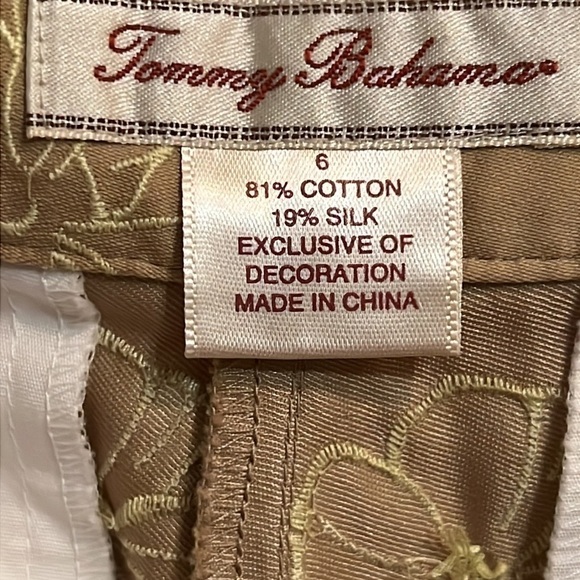 Tommy Bahama
6
81% COTTON
19% SILK
EXCLUSIVE OF
DECORATION
MADE IN CHINA